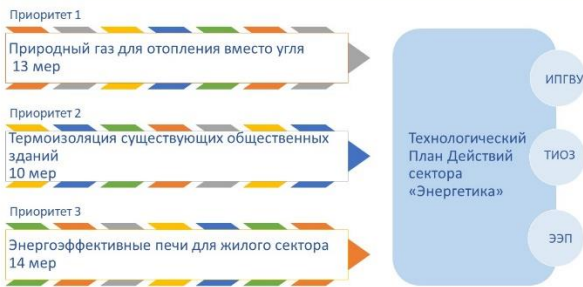 Приоритет 1
Природный газ для отопления вместо угля
13 мер
Приоритет 2
Термоизоляция существующих общественных
зданий
10 мер
Приоритет 3
Энергоэффективные печи для жилого сектора
14 мер
Технологический
План Действий
сектора
«Энергетика»
ИПГВУ
ТИОЗ
ЭЭП